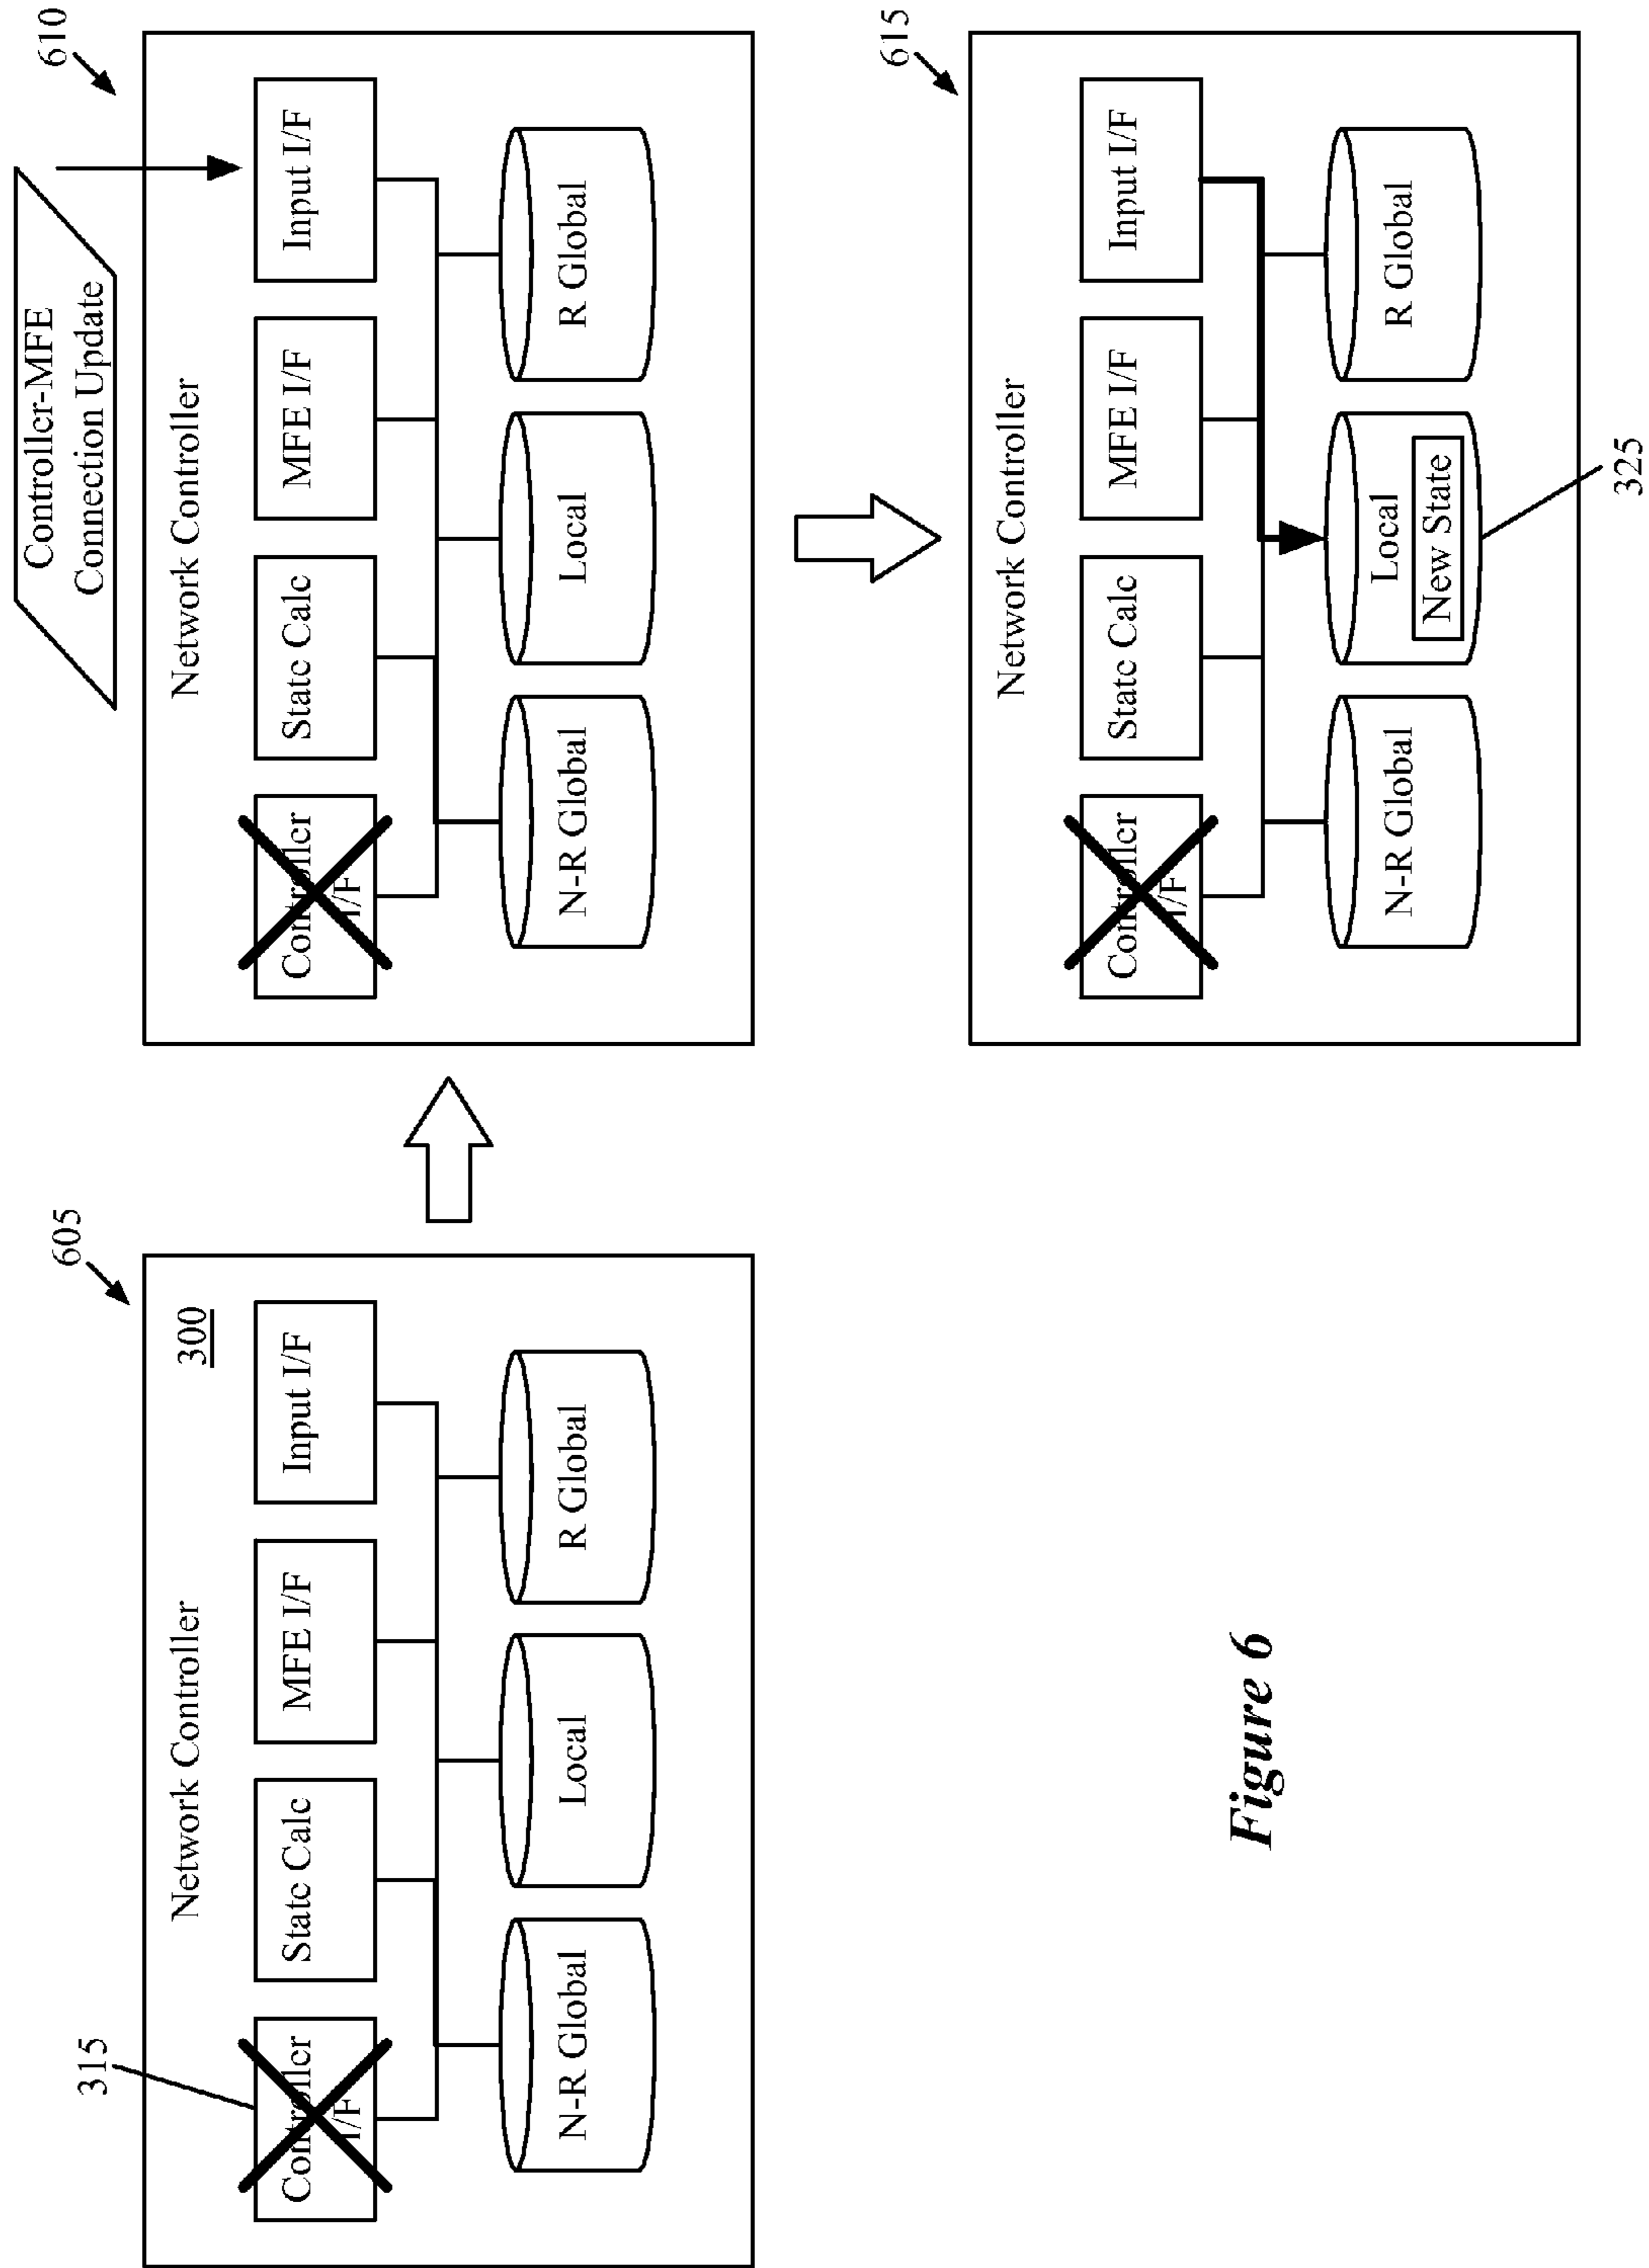 605
Network Controller
300
315
Controller
I/F
State Calc
MFE I/F
Input I/F
N-R Global
Local
R Global
Controller-MFE
Connection Update
610
Network Controller
Controller
I/F
State Calc
MFE I/F
Input I/F
N-R Global
Local
R Global
615
Network Controller
Controller
I/F
State Calc
MFE I/F
Input I/F
N-R Global
Local
New State
R Global
325
Figure 6